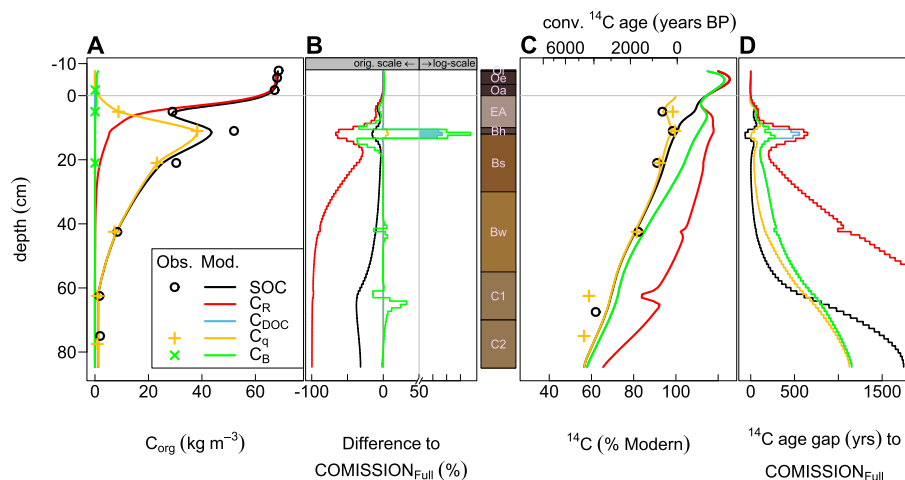 conv. ¹⁴C age (years BP)
A
B
C
D
6000
2000
0
orig. scale ←
→ log-scale
-10
0
20
40
60
80
depth (cm)
Oe
Oa
EA
Bh
Bs
Bw
C1
C2
Obs. Mod.
SOC
C_R
C_DOC
C_q
C_B
0 20 40 60
-100 -50 0 50
40 60 80 100
0 500 1500
C_org (kg m⁻³)
Difference to
COMISSION_Full (%)
¹⁴C (% Modern)
¹⁴C age gap (yrs) to
COMISSION_Full